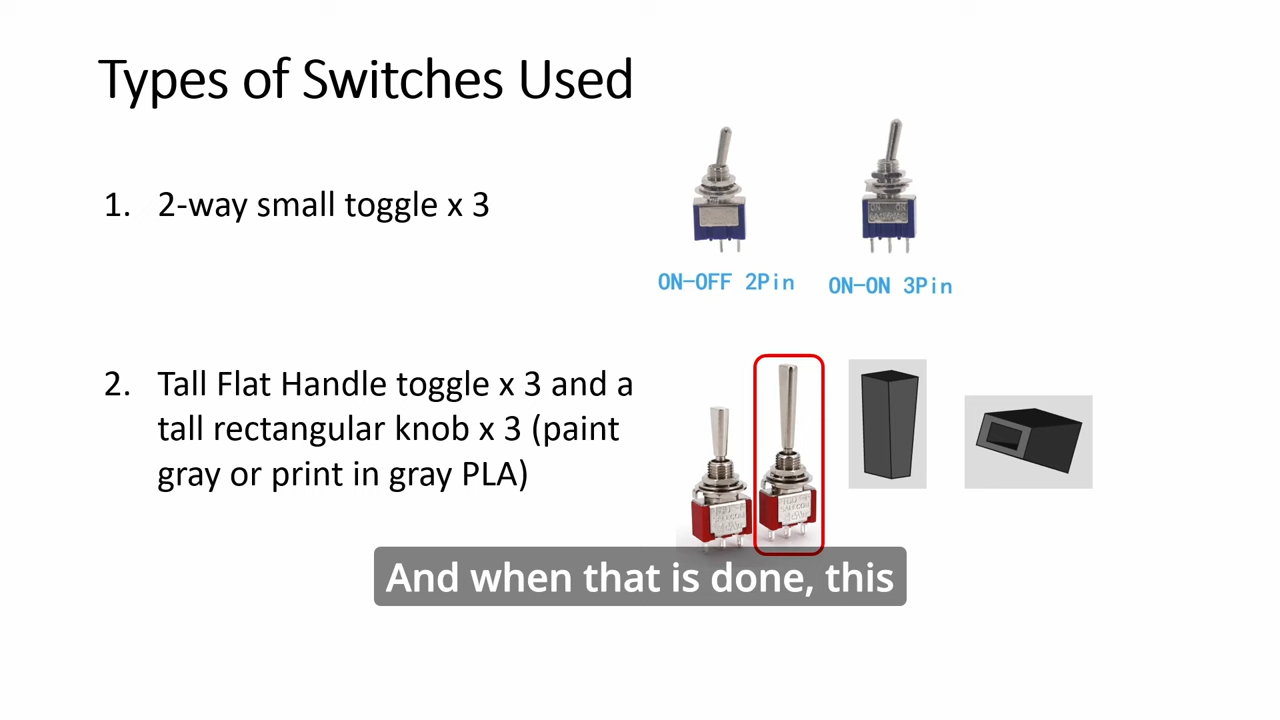 Types of Switches Used
1. 2-way small toggle x 3
ON-OFF 2Pin
ON-ON 3Pin
2. Tall Flat Handle toggle x 3 and a
tall rectangular knob x 3 (paint
gray or print in gray PLA)
ON ON
And when that is done, this